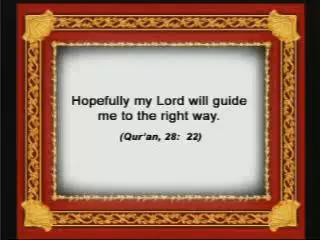 Hopefully my Lord will guide
me to the right way.
(Qur'an, 28: 22)